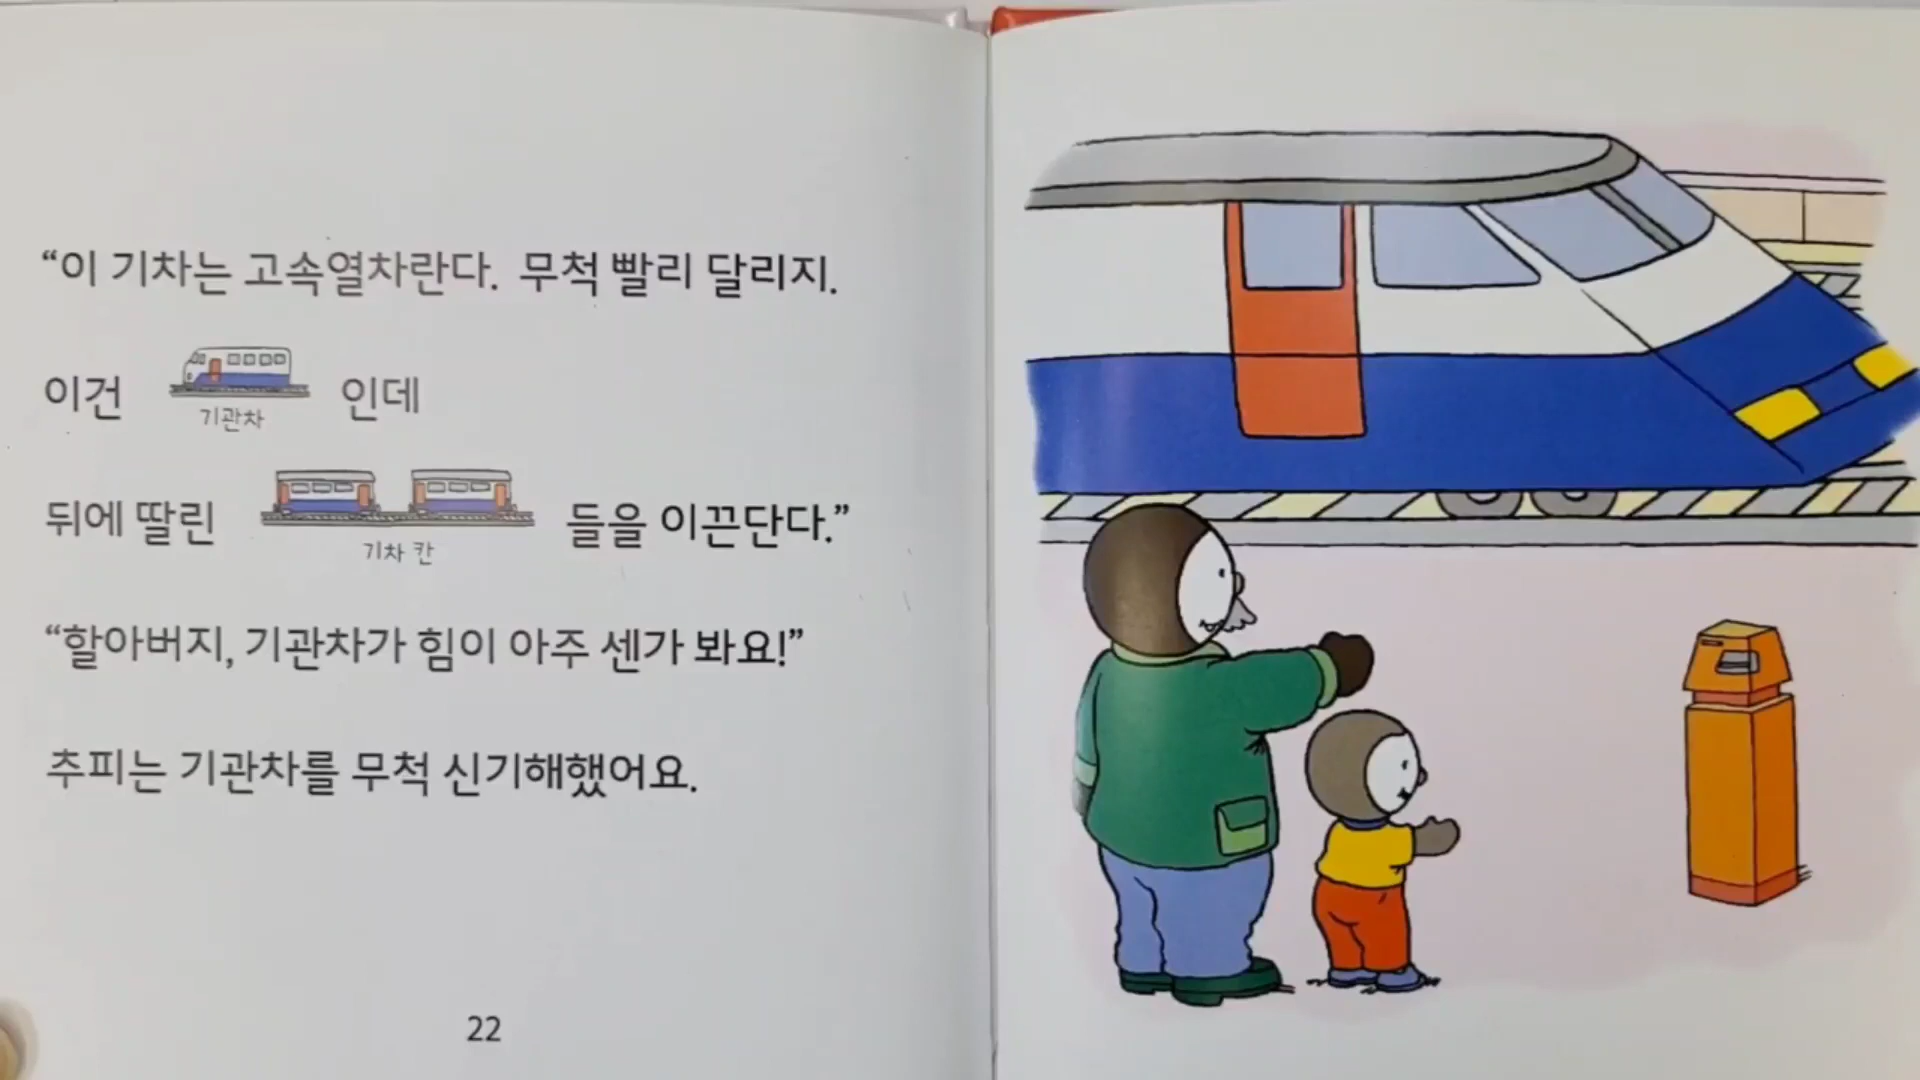 “이 기차는 고속열차란다. 무척 빨리 달리지.
이건 기관차 인데
뒤에 딸린 기차 칸 들을 이끈단다.”
“할아버지, 기관차가 힘이 아주 센가 봐요!”
추피는 기관차를 무척 신기해했어요.
22